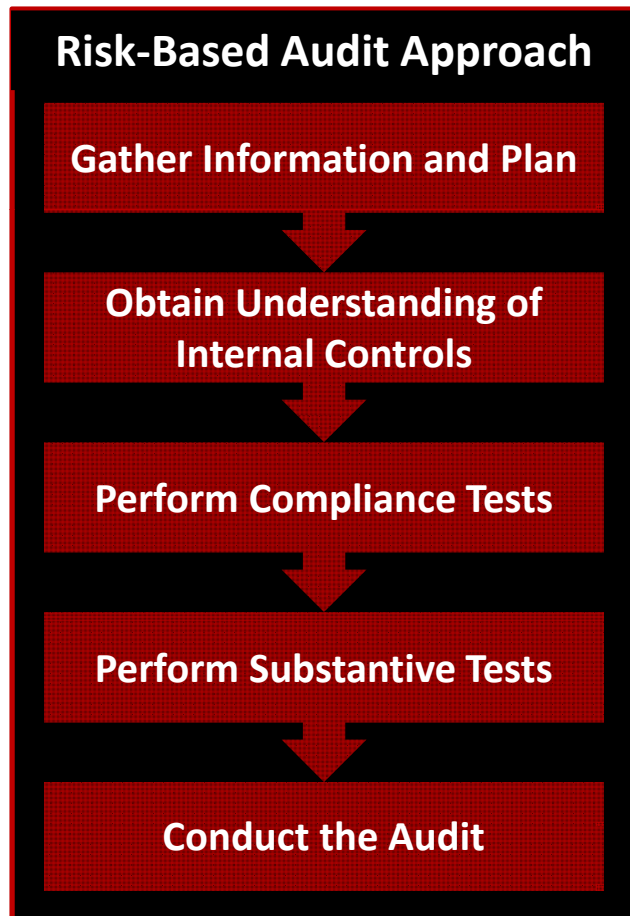 Risk-Based Audit Approach
Gather Information and Plan
Obtain Understanding of
Internal Controls
Perform Compliance Tests
Perform Substantive Tests
Conduct the Audit